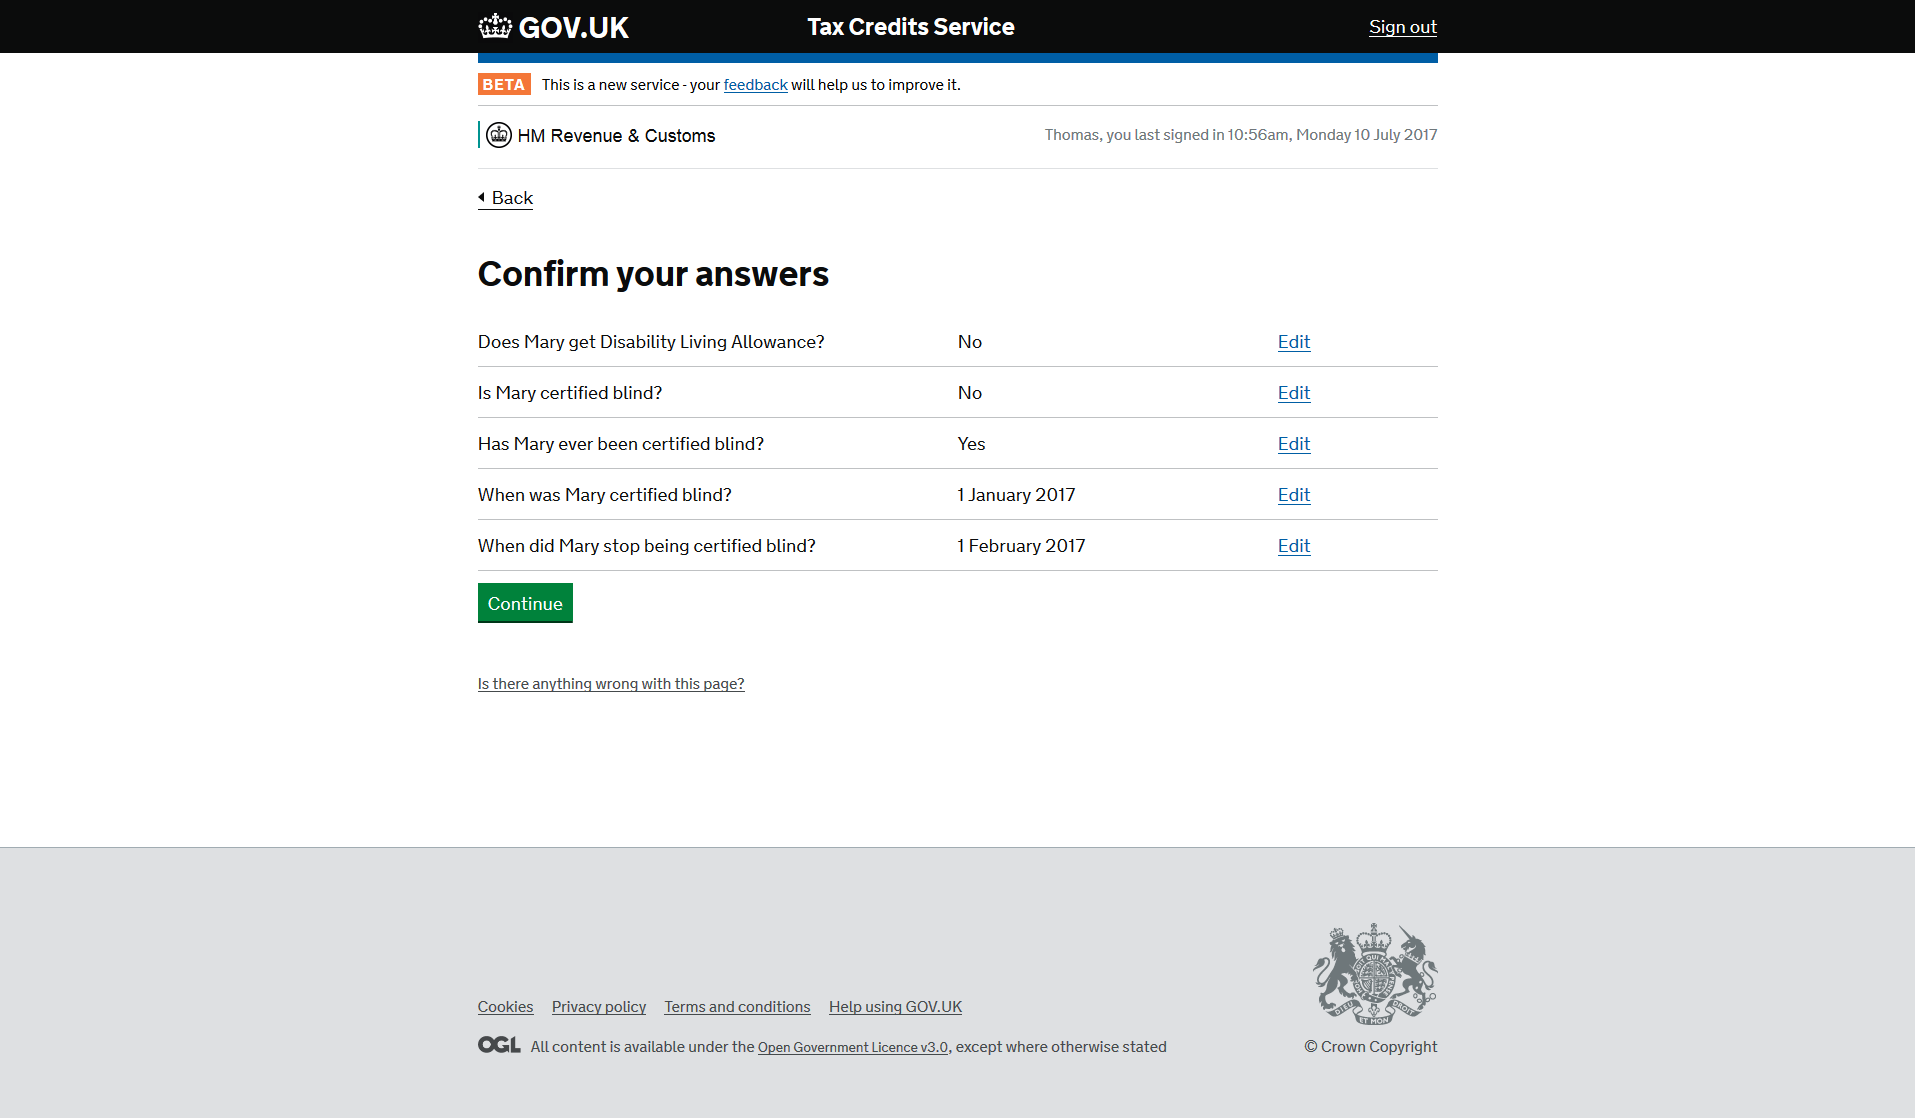 GOV.UK Tax Credits Service Sign out
BETA This is a new service - your feedback will help us to improve it.
HM Revenue & Customs Thomas, you last signed in 10:56am, Monday 10 July 2017
Back
Confirm your answers
Does Mary get Disability Living Allowance? No Edit
Is Mary certified blind? No Edit
Has Mary ever been certified blind? Yes Edit
When was Mary certified blind? 1 January 2017 Edit
When did Mary stop being certified blind? 1 February 2017 Edit
Continue
Is there anything wrong with this page?
Cookies Privacy policy Terms and conditions Help using GOV.UK
OGL All content is available under the Open Government Licence v3.0, except where otherwise stated
© Crown Copyright